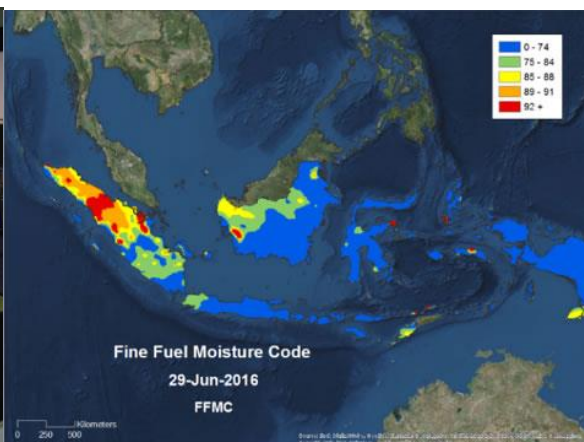 0 - 74
75 - 84
85 - 88
89 - 91
92 +
Fine Fuel Moisture Code
29-Jun-2016
FFMC
0 250 500 Kilometers